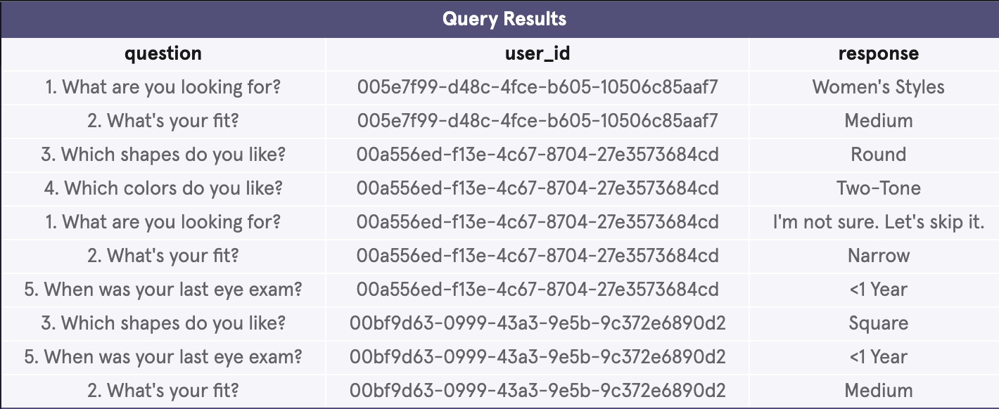 Query Results
question user_id response
1. What are you looking for? 005e7f99-d48c-4fce-b605-10506c85aaf7 Women's Styles
2. What's your fit? 005e7f99-d48c-4fce-b605-10506c85aaf7 Medium
3. Which shapes do you like? 00a556ed-f13e-4c67-8704-27e3573684cd Round
4. Which colors do you like? 00a556ed-f13e-4c67-8704-27e3573684cd Two-Tone
1. What are you looking for? 00a556ed-f13e-4c67-8704-27e3573684cd I'm not sure. Let's skip it.
2. What's your fit? 00a556ed-f13e-4c67-8704-27e3573684cd Narrow
5. When was your last eye exam? 00a556ed-f13e-4c67-8704-27e3573684cd <1 Year
3. Which shapes do you like? 00bf9d63-0999-43a3-9e5b-9c372e6890d2 Square
5. When was your last eye exam? 00bf9d63-0999-43a3-9e5b-9c372e6890d2 <1 Year
2. What's your fit? 00bf9d63-0999-43a3-9e5b-9c372e6890d2 Medium